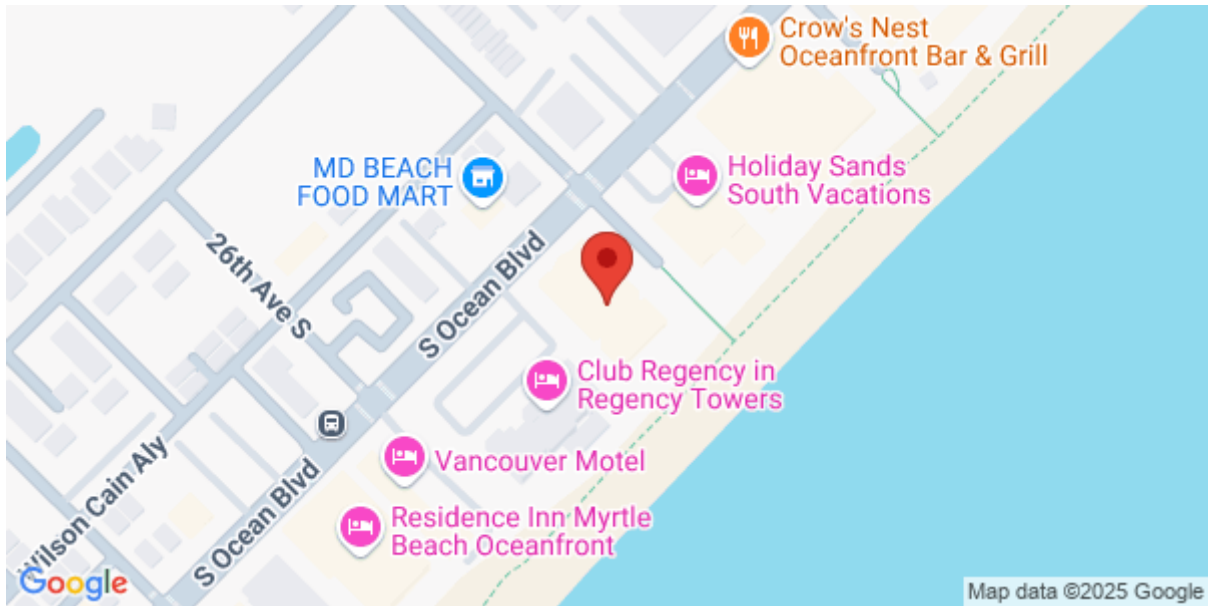 Crow's Nest
Oceanfront Bar & Grill
MD BEACH
FOOD MART
Holiday Sands
South Vacations
26th Ave S
S Ocean Blvd
Club Regency in
Regency Towers
Vancouver Motel
Wilson Cain Aly
S Ocean Blvd
Residence Inn Myrtle
Beach Oceanfront
Google
Map data ©2025 Google